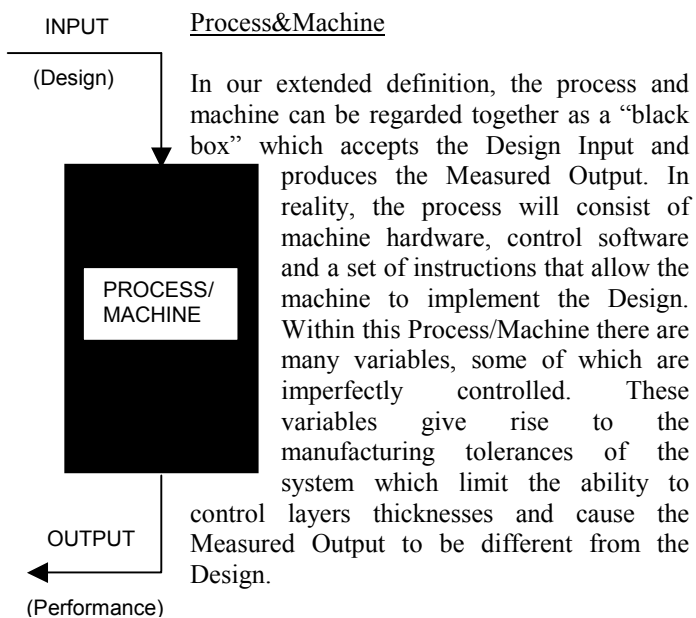 INPUT
(Design)
PROCESS/
MACHINE
OUTPUT
(Performance)
Process&Machine
In our extended definition, the process and
machine can be regarded together as a “black
box” which accepts the Design Input and
produces the Measured Output. In
reality, the process will consist of
machine hardware, control software
and a set of instructions that allow the
machine to implement the Design.
Within this Process/Machine there are
many variables, some of which are
imperfectly controlled. These
variables give rise to the
manufacturing tolerances of the
system which limit the ability to
control layers thicknesses and cause the
Measured Output to be different from the
Design.